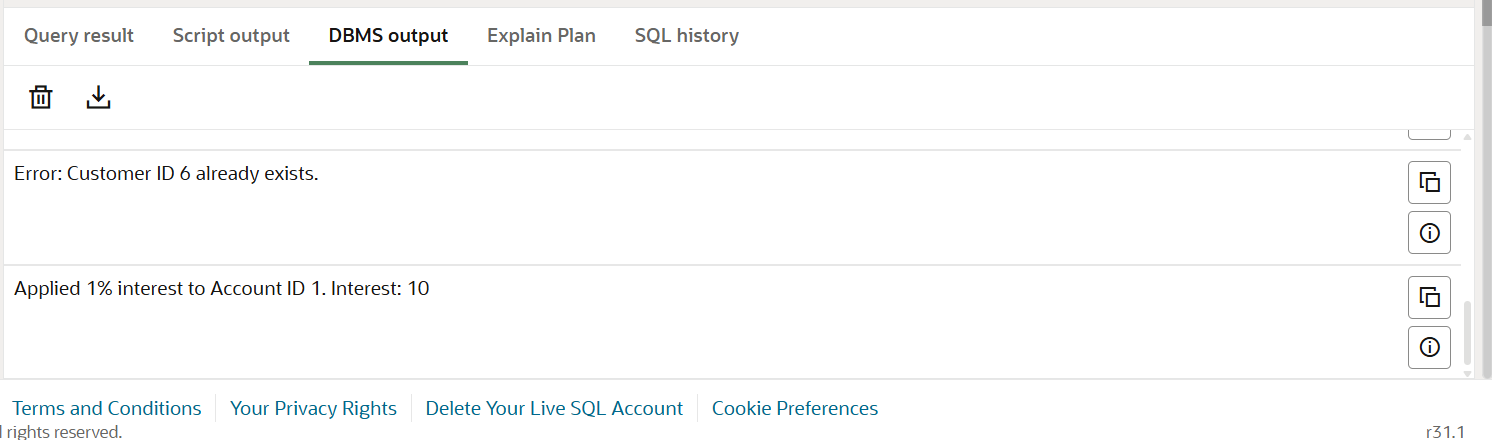 Query result Script output DBMS output Explain Plan SQL history
Error: Customer ID 6 already exists.
Applied 1% interest to Account ID 1. Interest: 10
Terms and Conditions Your Privacy Rights Delete Your Live SQL Account Cookie Preferences
rights reserved. r31.1